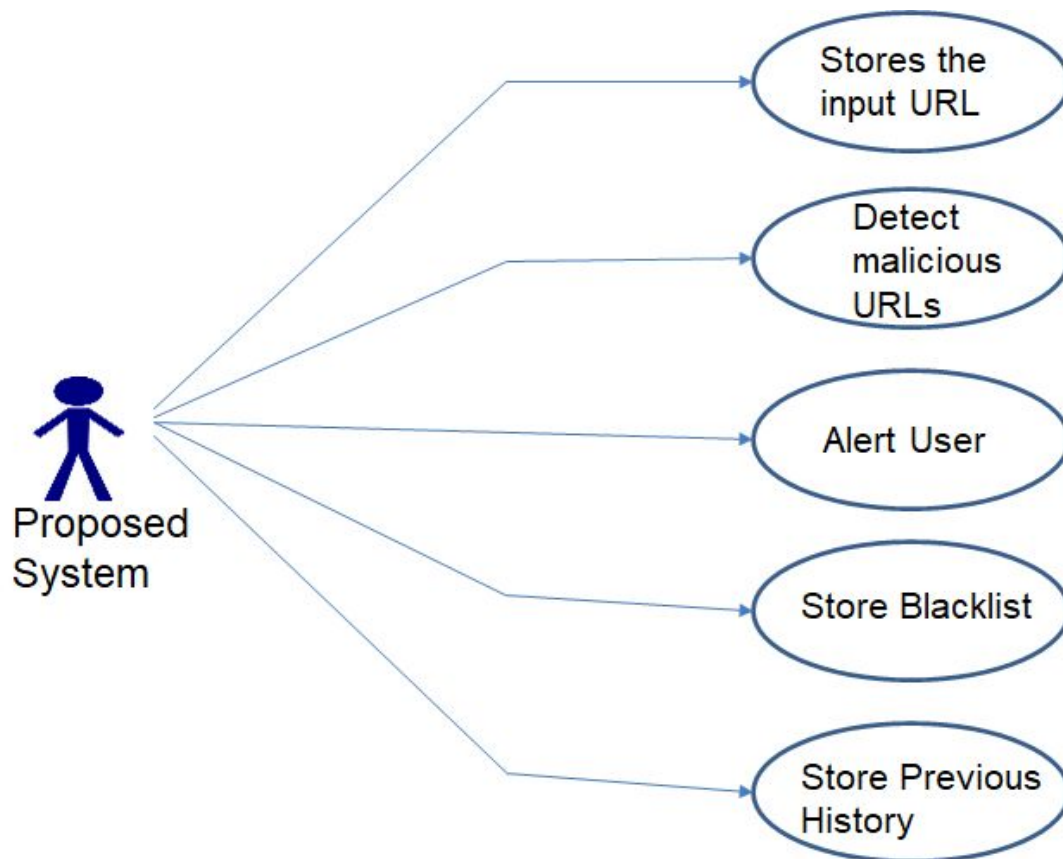 Stores the
input URL
Detect
malicious
URLs
Alert User
Proposed
System
Store Blacklist
Store Previous
History